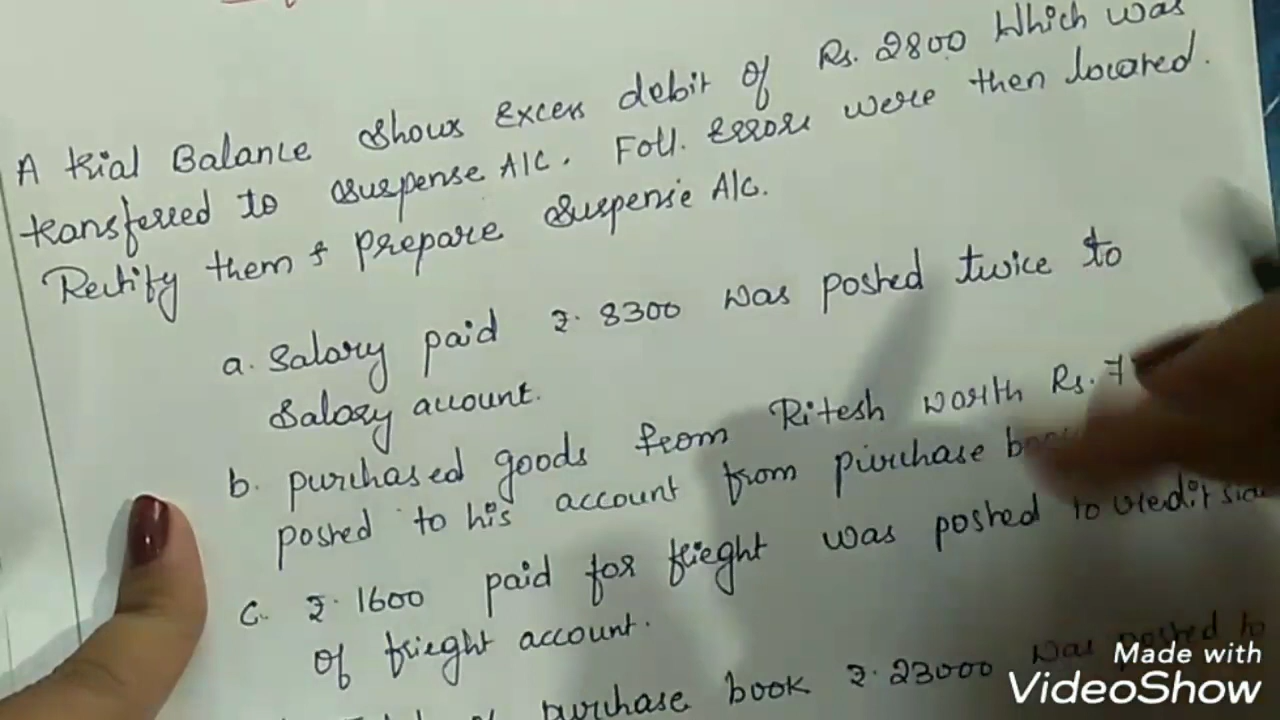 A trial Balance shows Excess debit of Rs. 2800 which was
transferred to suspense A/C. Foll. Errors were then located.
Rectify them & prepare suspense A/C.
a. Salary paid ₹. 8300 was posted twice to
Salary account.
b. purchased goods from Ritesh worth Rs.
posted to his account from purchase
c. ₹. 1600 paid for frieght was posted to credit
of frieght account.
purchase book ₹. 23000 was posted to
Made with
VideoShow